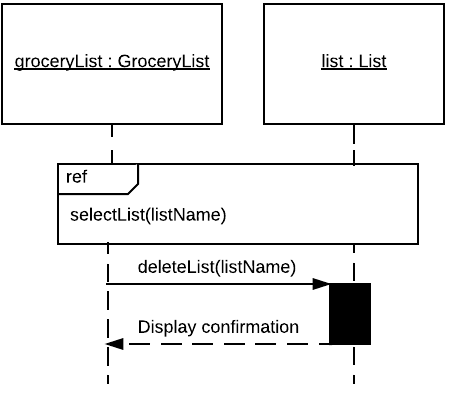 groceryList : GroceryList
list : List
ref
selectList(listName)
deleteList(listName)
Display confirmation